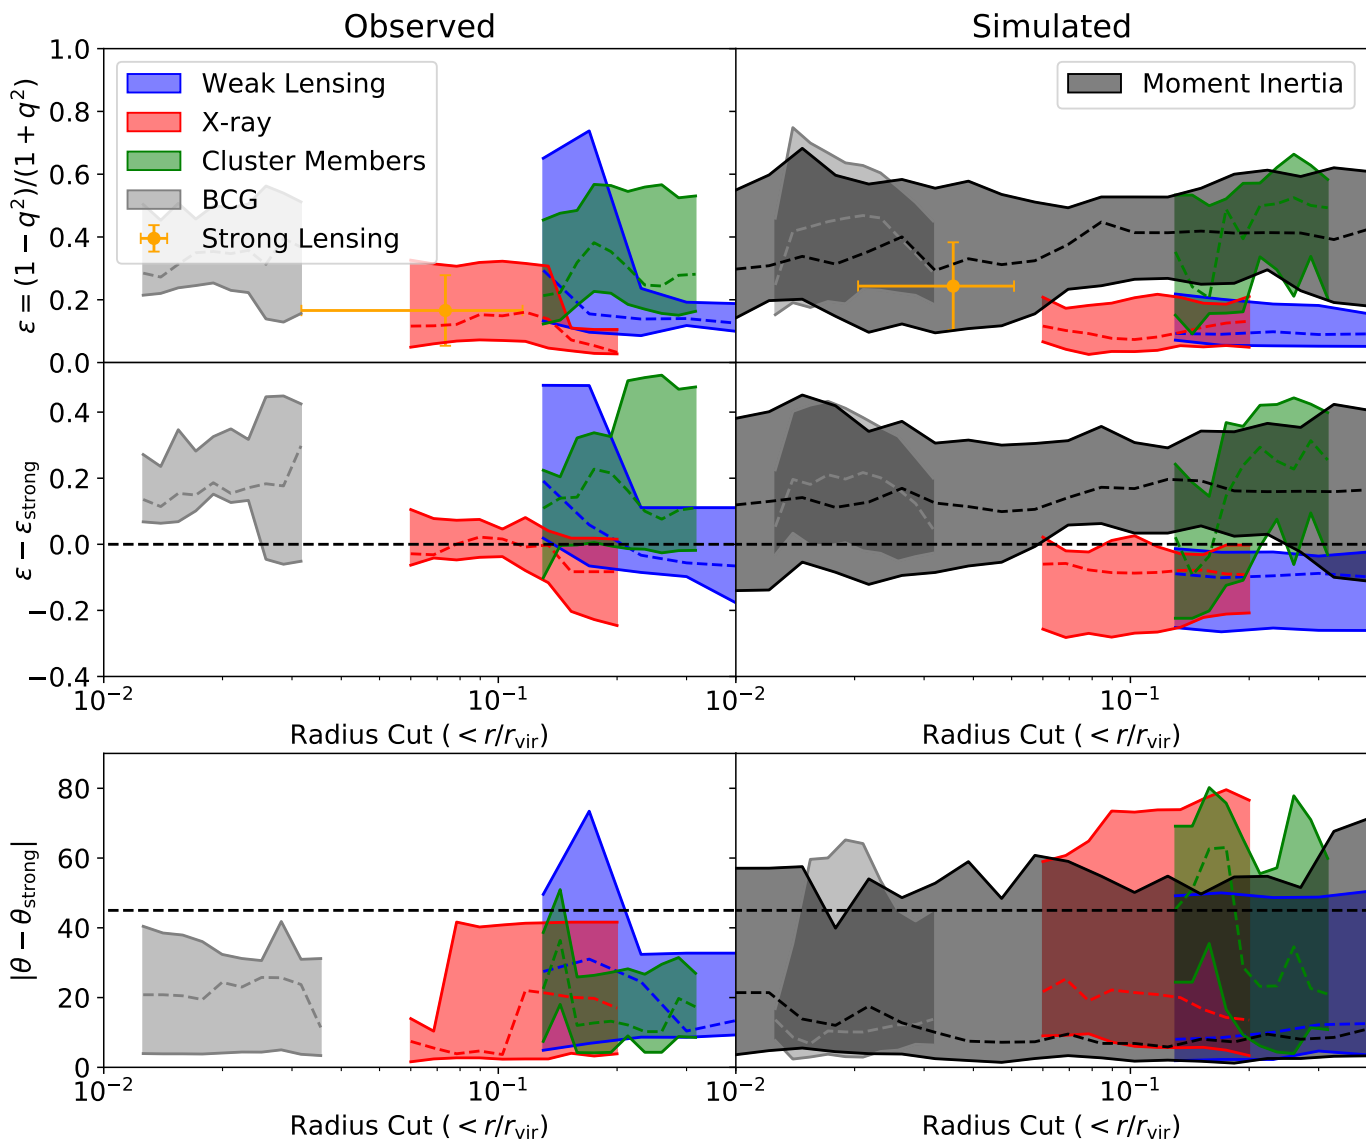 Observed Simulated
ε = (1 − q²)/(1 + q²)
1.0
0.8
0.6
0.4
0.2
0.0
Weak Lensing
X-ray
Cluster Members
BCG
Strong Lensing
Moment Inertia
ε − ε_strong
0.4
0.2
0.0
−0.2
−0.4
10⁻² 10⁻¹ 10⁻² 10⁻¹
Radius Cut (< r/r_vir) Radius Cut (< r/r_vir)
|θ − θ_strong|
80
60
40
20
0
10⁻² 10⁻¹ 10⁻² 10⁻¹
Radius Cut (< r/r_vir) Radius Cut (< r/r_vir)